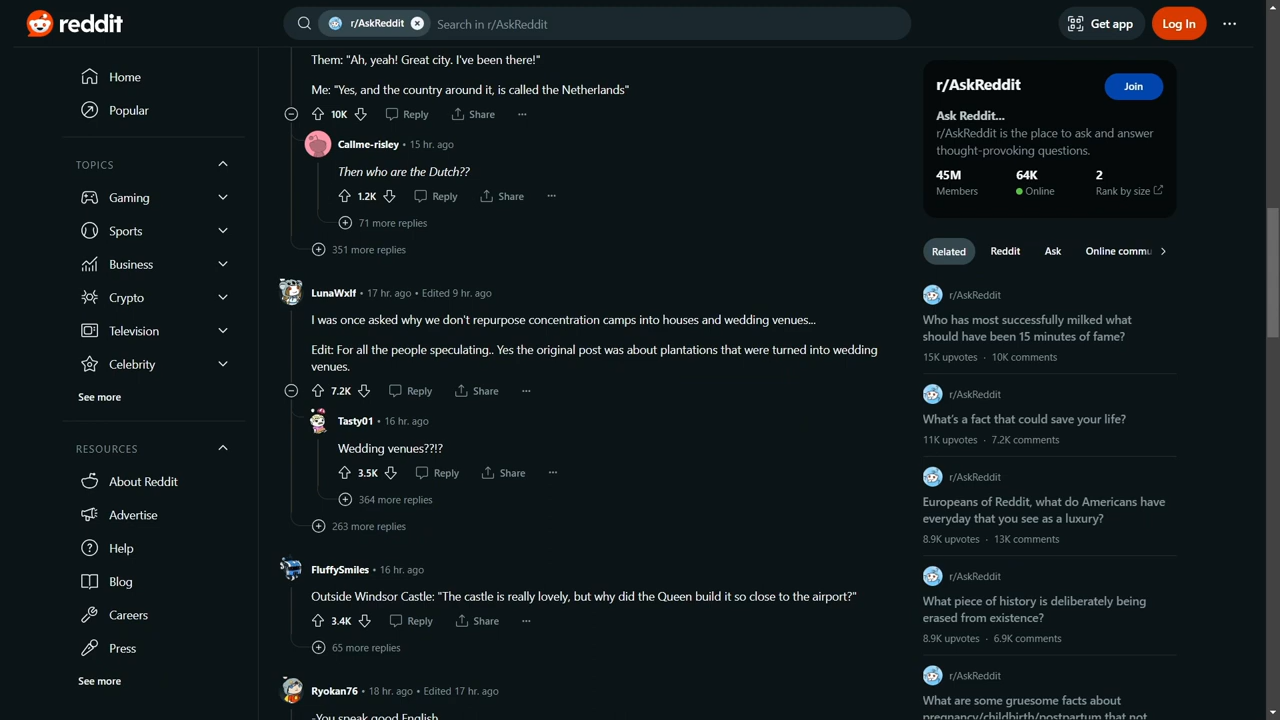 reddit
r/AskReddit
Search in r/AskReddit
Get app
Log In
Home
Popular
TOPICS
Gaming
Sports
Business
Crypto
Television
Celebrity
See more
RESOURCES
About Reddit
Advertise
Help
Blog
Careers
Press
See more
Them: "Ah, yeah! Great city. I've been there!"
Me: "Yes, and the country around it, is called the Netherlands"
10K Reply Share
Callme-risley • 15 hr. ago
Then who are the Dutch??
1.2K Reply Share
71 more replies
351 more replies
LunaWxlf • 17 hr. ago • Edited 9 hr. ago
I was once asked why we don't repurpose concentration camps into houses and wedding venues...
Edit: For all the people speculating.. Yes the original post was about plantations that were turned into wedding
venues.
7.2K Reply Share
Tasty01 • 16 hr. ago
Wedding venues??!?
3.5K Reply Share
364 more replies
263 more replies
FluffySmiles • 16 hr. ago
Outside Windsor Castle: "The castle is really lovely, but why did the Queen build it so close to the airport?"
3.4K Reply Share
65 more replies
Ryokan76 • 18 hr. ago • Edited 17 hr. ago
-You speak good English
r/AskReddit
Join
Ask Reddit...
r/AskReddit is the place to ask and answer
thought-provoking questions.
45M 64K 2
Members Online Rank by size
Related Reddit Ask Online commu
r/AskReddit
Who has most successfully milked what
should have been 15 minutes of fame?
15K upvotes · 10K comments
r/AskReddit
What's a fact that could save your life?
11K upvotes · 7.2K comments
r/AskReddit
Europeans of Reddit, what do Americans have
everyday that you see as a luxury?
8.9K upvotes · 13K comments
r/AskReddit
What piece of history is deliberately being
erased from existence?
8.9K upvotes · 6.9K comments
r/AskReddit
What are some gruesome facts about
pregnancy/childbirth/postpartum that not